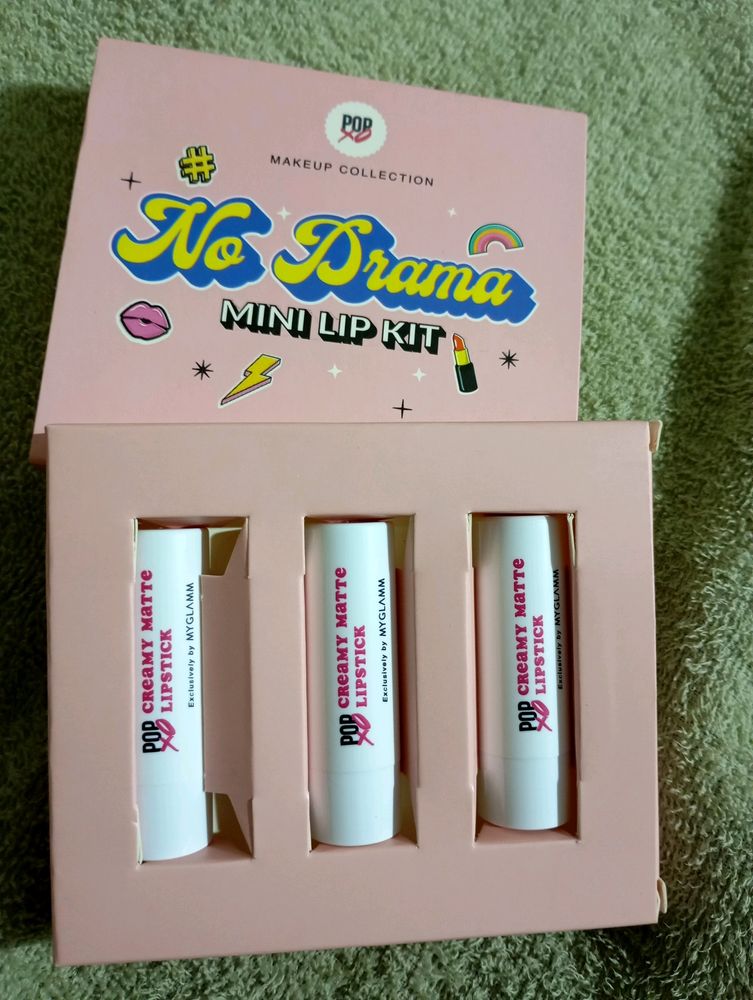 POP
XO
MAKEUP COLLECTION
#
No Drama
MINI LIP KIT
POP XO CREAMY MATTE
LIPSTICK
Exclusively by MYGLAMM
POP XO CREAMY MATTE
LIPSTICK
Exclusively by MYGLAMM
POP XO CREAMY MATTE
LIPSTICK
Exclusively by MYGLAMM